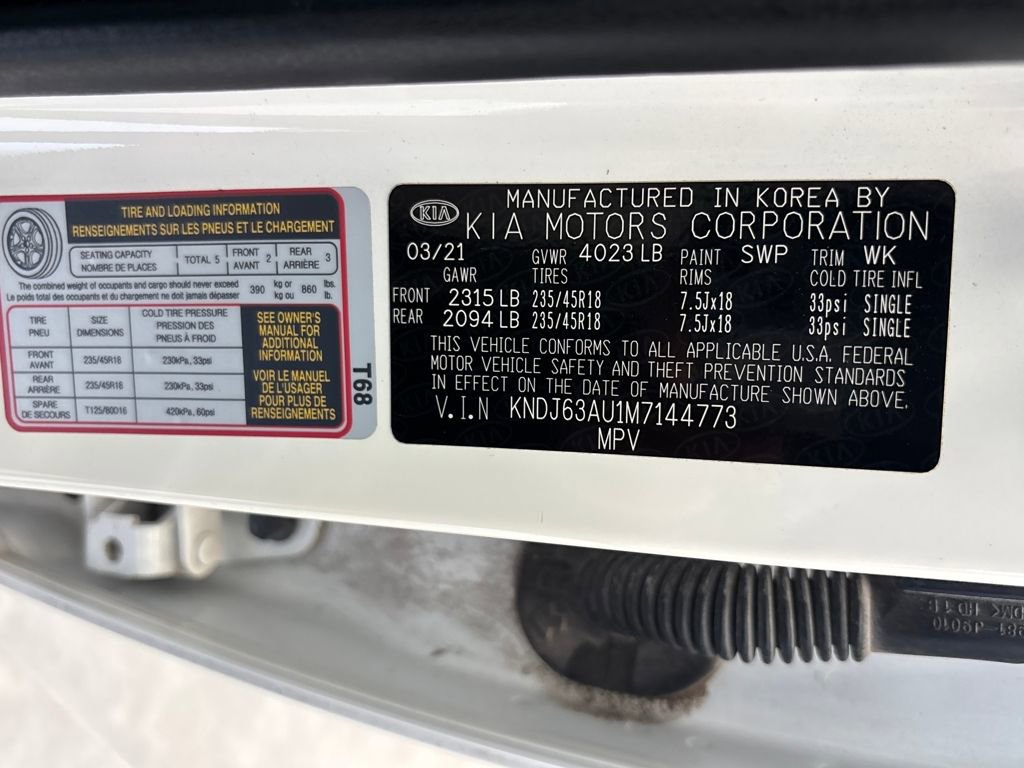 TIRE AND LOADING INFORMATION
RENSEIGNEMENTS SUR LES PNEUS ET LE CHARGEMENT
SEATING CAPACITY
NOMBRE DE PLACES
TOTAL 5
FRONT
AVANT 2
REAR
ARRIÈRE 3
The combined weight of occupants and cargo should never exceed
Le poids total des occupants et du chargement ne doit jamais dépasser
390 kg or
kg ou
860 lbs.
lb.
TIRE
PNEU
SIZE
DIMENSIONS
COLD TIRE PRESSURE
PRESSION DES
PNEUS À FROID
FRONT
AVANT
235/45R18
230kPa, 33psi
REAR
ARRIÈRE
235/45R18
230kPa, 33psi
SPARE
DE SECOURS
T125/80D16
420kPa, 60psi
SEE OWNER'S
MANUAL FOR
ADDITIONAL
INFORMATION
VOIR LE MANUEL
DE L'USAGER
POUR PLUS DE
RENSEIGNEMENTS
T68
KIA
MANUFACTURED IN KOREA BY
KIA MOTORS CORPORATION
03/21 GVWR 4023 LB PAINT SWP TRIM WK
GAWR TIRES RIMS COLD TIRE INFL
FRONT 2315 LB 235/45R18 7.5Jx18 33psi SINGLE
REAR 2094 LB 235/45R18 7.5Jx18 33psi SINGLE
THIS VEHICLE CONFORMS TO ALL APPLICABLE U.S.A. FEDERAL
MOTOR VEHICLE SAFETY AND THEFT PREVENTION STANDARDS
IN EFFECT ON THE DATE OF MANUFACTURE SHOWN ABOVE.
V.I.N KNDJ63AU1M7144773
MPV
981-J9010